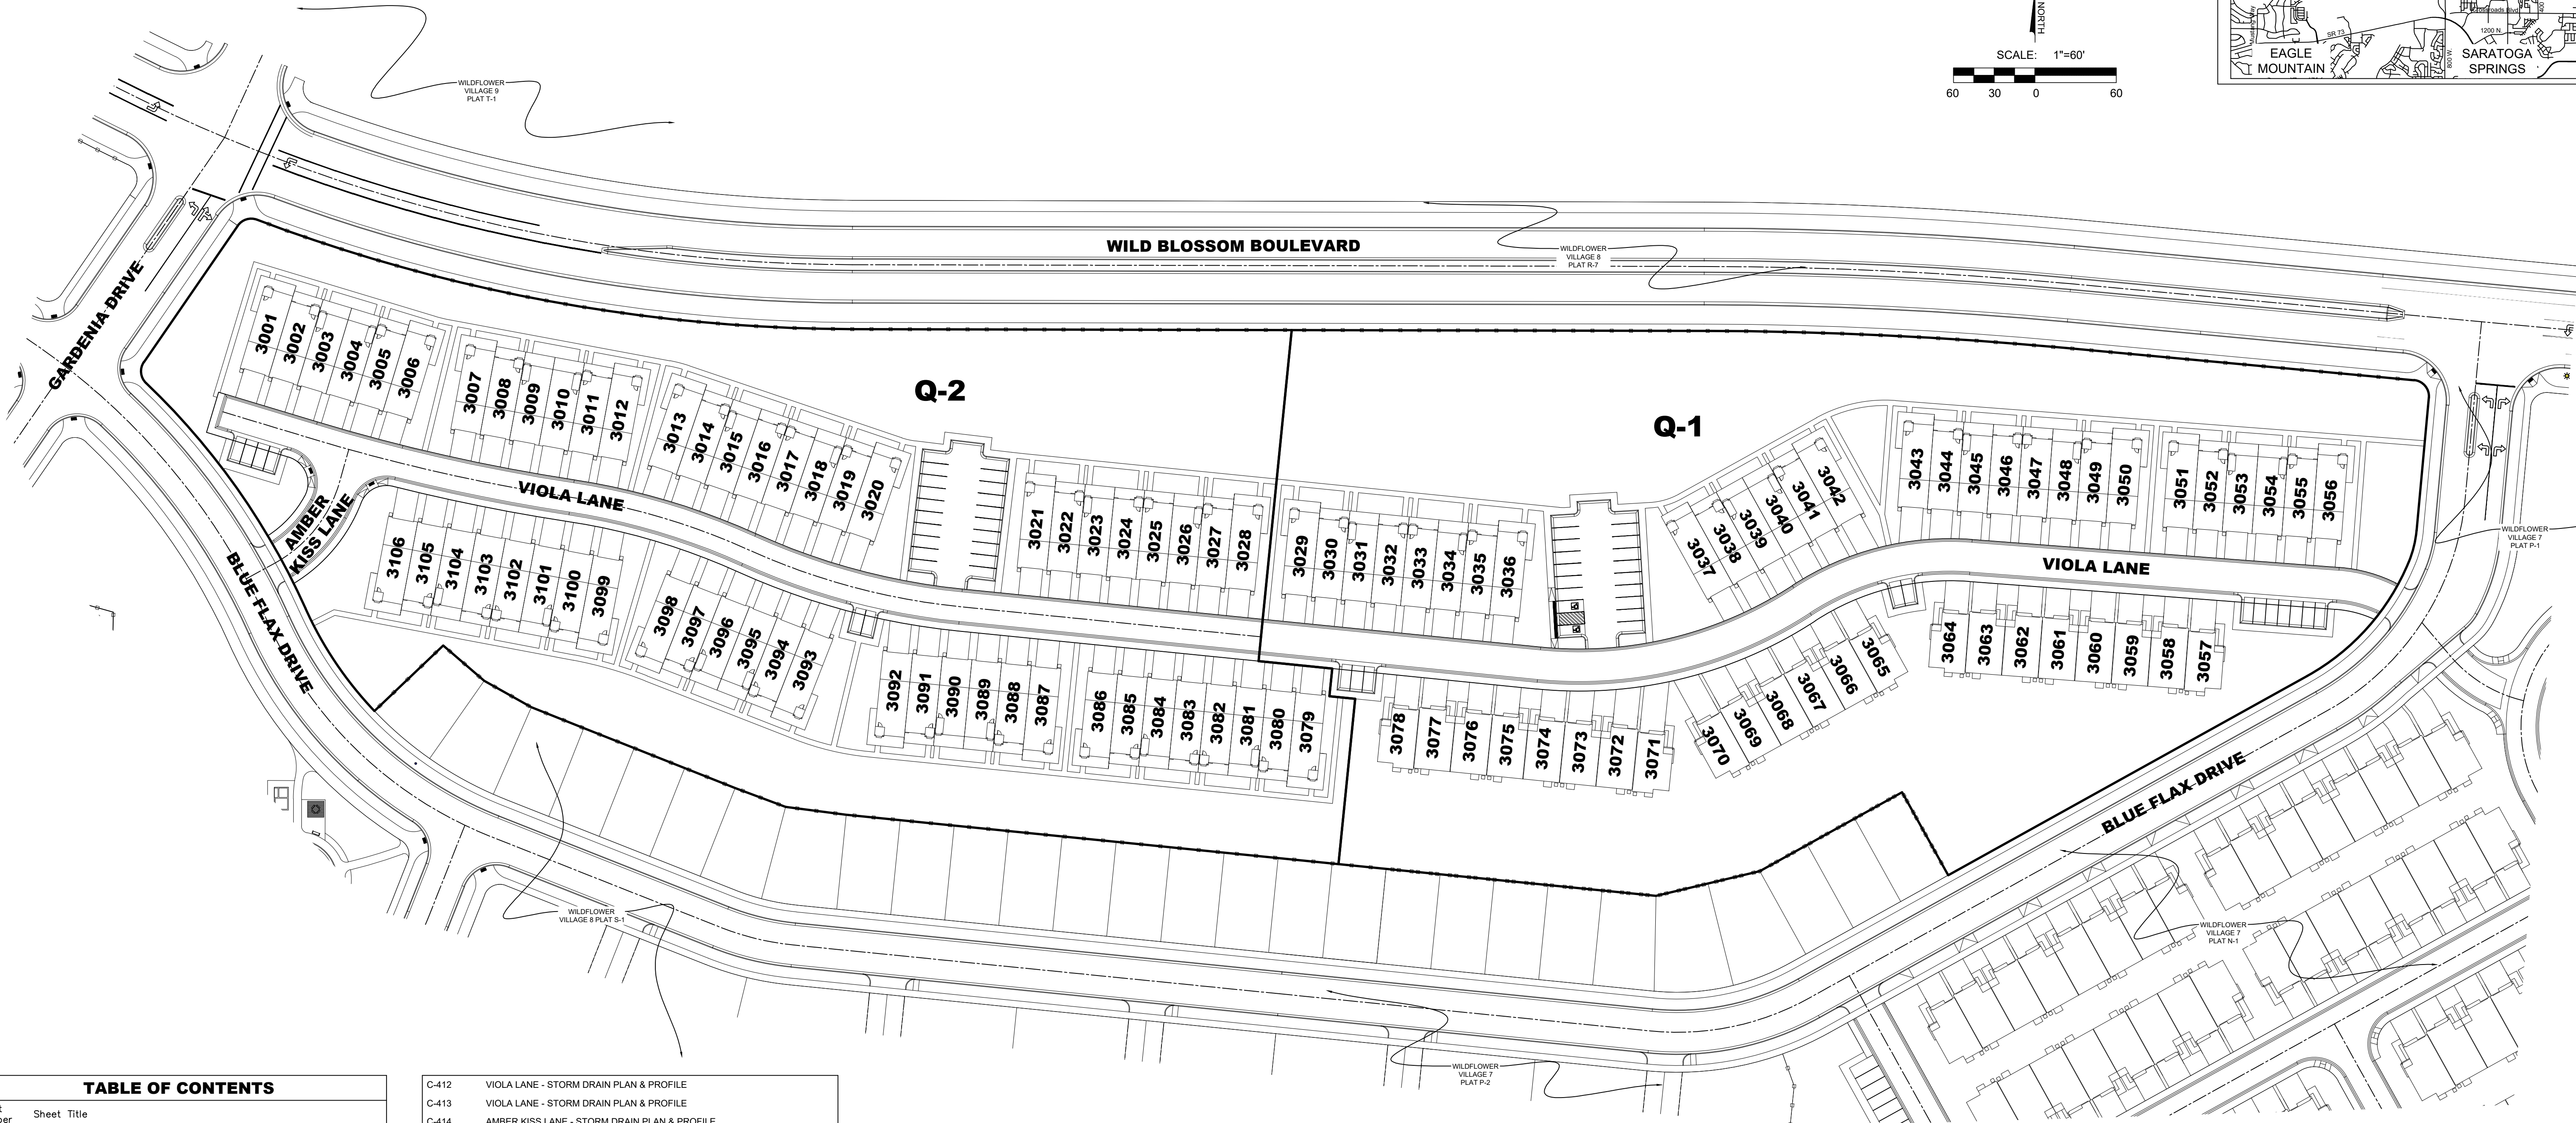 NORTH
SCALE: 1"=60'
60 30 0 60
Mustang Way
SR 73
Crossroads Blvd.
400
1200 N.
800 W.
EAGLE
MOUNTAIN
SARATOGA
SPRINGS
WILDFLOWER
VILLAGE 9
PLAT T-1
WILD BLOSSOM BOULEVARD
WILDFLOWER
VILLAGE 8
PLAT R-7
GARDENIA DRIVE
Q-2
Q-1
3001
3002
3003
3004
3005
3006
3007
3008
3009
3010
3011
3012
3013
3014
3015
3016
3017
3018
3019
3020
3021
3022
3023
3024
3025
3026
3027
3028
3029
3030
3031
3032
3033
3034
3035
3036
3037
3038
3039
3040
3041
3042
3043
3044
3045
3046
3047
3048
3049
3050
3051
3052
3053
3054
3055
3056
WILDFLOWER
VILLAGE 7
PLAT P-1
VIOLA LANE
VIOLA LANE
AMBER
KISS LANE
BLUE FLAX DRIVE
3106
3105
3104
3103
3102
3101
3100
3099
3098
3097
3096
3095
3094
3093
3092
3091
3090
3089
3088
3087
3086
3085
3084
3083
3082
3081
3080
3079
3078
3077
3076
3075
3074
3073
3072
3071
3070
3069
3068
3067
3066
3065
3064
3063
3062
3061
3060
3059
3058
3057
BLUE FLAX DRIVE
WILDFLOWER
VILLAGE 8 PLAT S-1
WILDFLOWER
VILLAGE 7
PLAT N-1
WILDFLOWER
VILLAGE 7
PLAT P-2
TABLE OF CONTENTS
Sheet Title
C-412 VIOLA LANE - STORM DRAIN PLAN & PROFILE
C-413 VIOLA LANE - STORM DRAIN PLAN & PROFILE
C-414 AMBER KISS LANE - STORM DRAIN PLAN & PROFILE